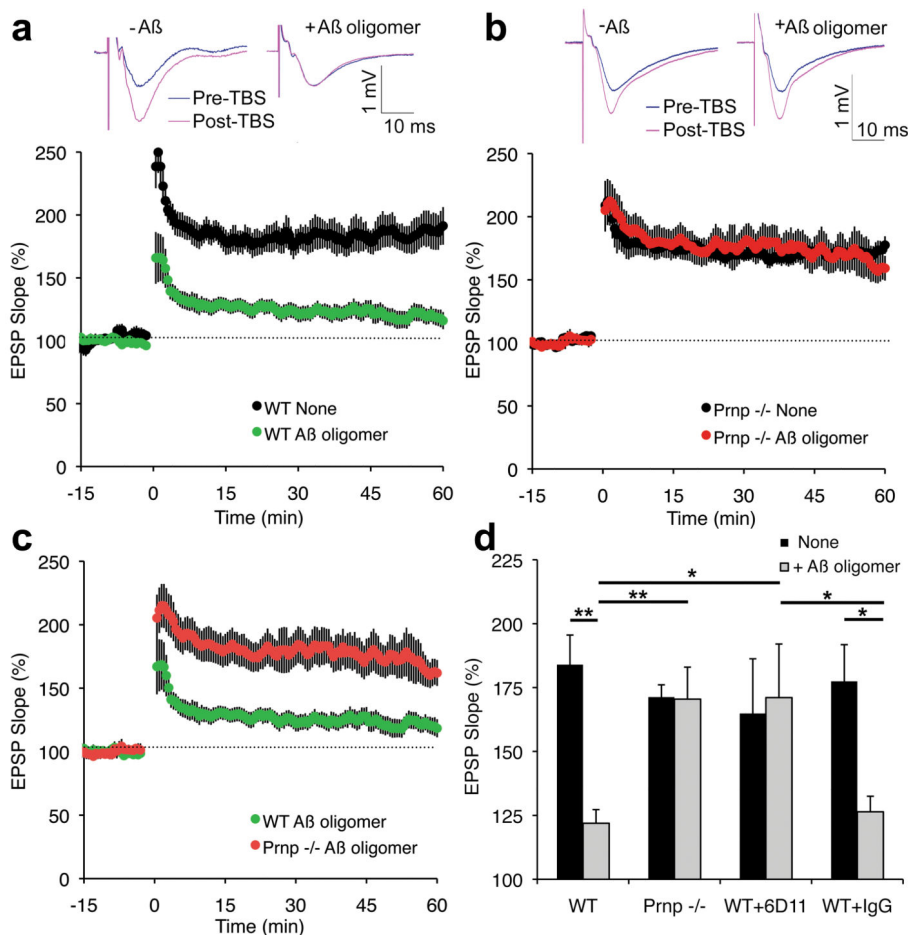 a
-Aß
+Aß oligomer
Pre-TBS
Post-TBS
1 mV
10 ms
EPSP Slope (%)
250
200
150
100
50
0
-15 0 15 30 45 60
Time (min)
WT None
WT Aß oligomer
b
-Aß
+Aß oligomer
Pre-TBS
Post-TBS
1 mV
10 ms
EPSP Slope (%)
250
200
150
100
50
0
-15 0 15 30 45 60
Time (min)
Prnp -/- None
Prnp -/- Aß oligomer
c
EPSP Slope (%)
250
200
150
100
50
0
-15 0 15 30 45 60
Time (min)
WT Aß oligomer
Prnp -/- Aß oligomer
d
None
+ Aß oligomer
EPSP Slope (%)
225
200
175
150
125
100
*
** ** *
*
WT Prnp -/- WT+6D11 WT+IgG